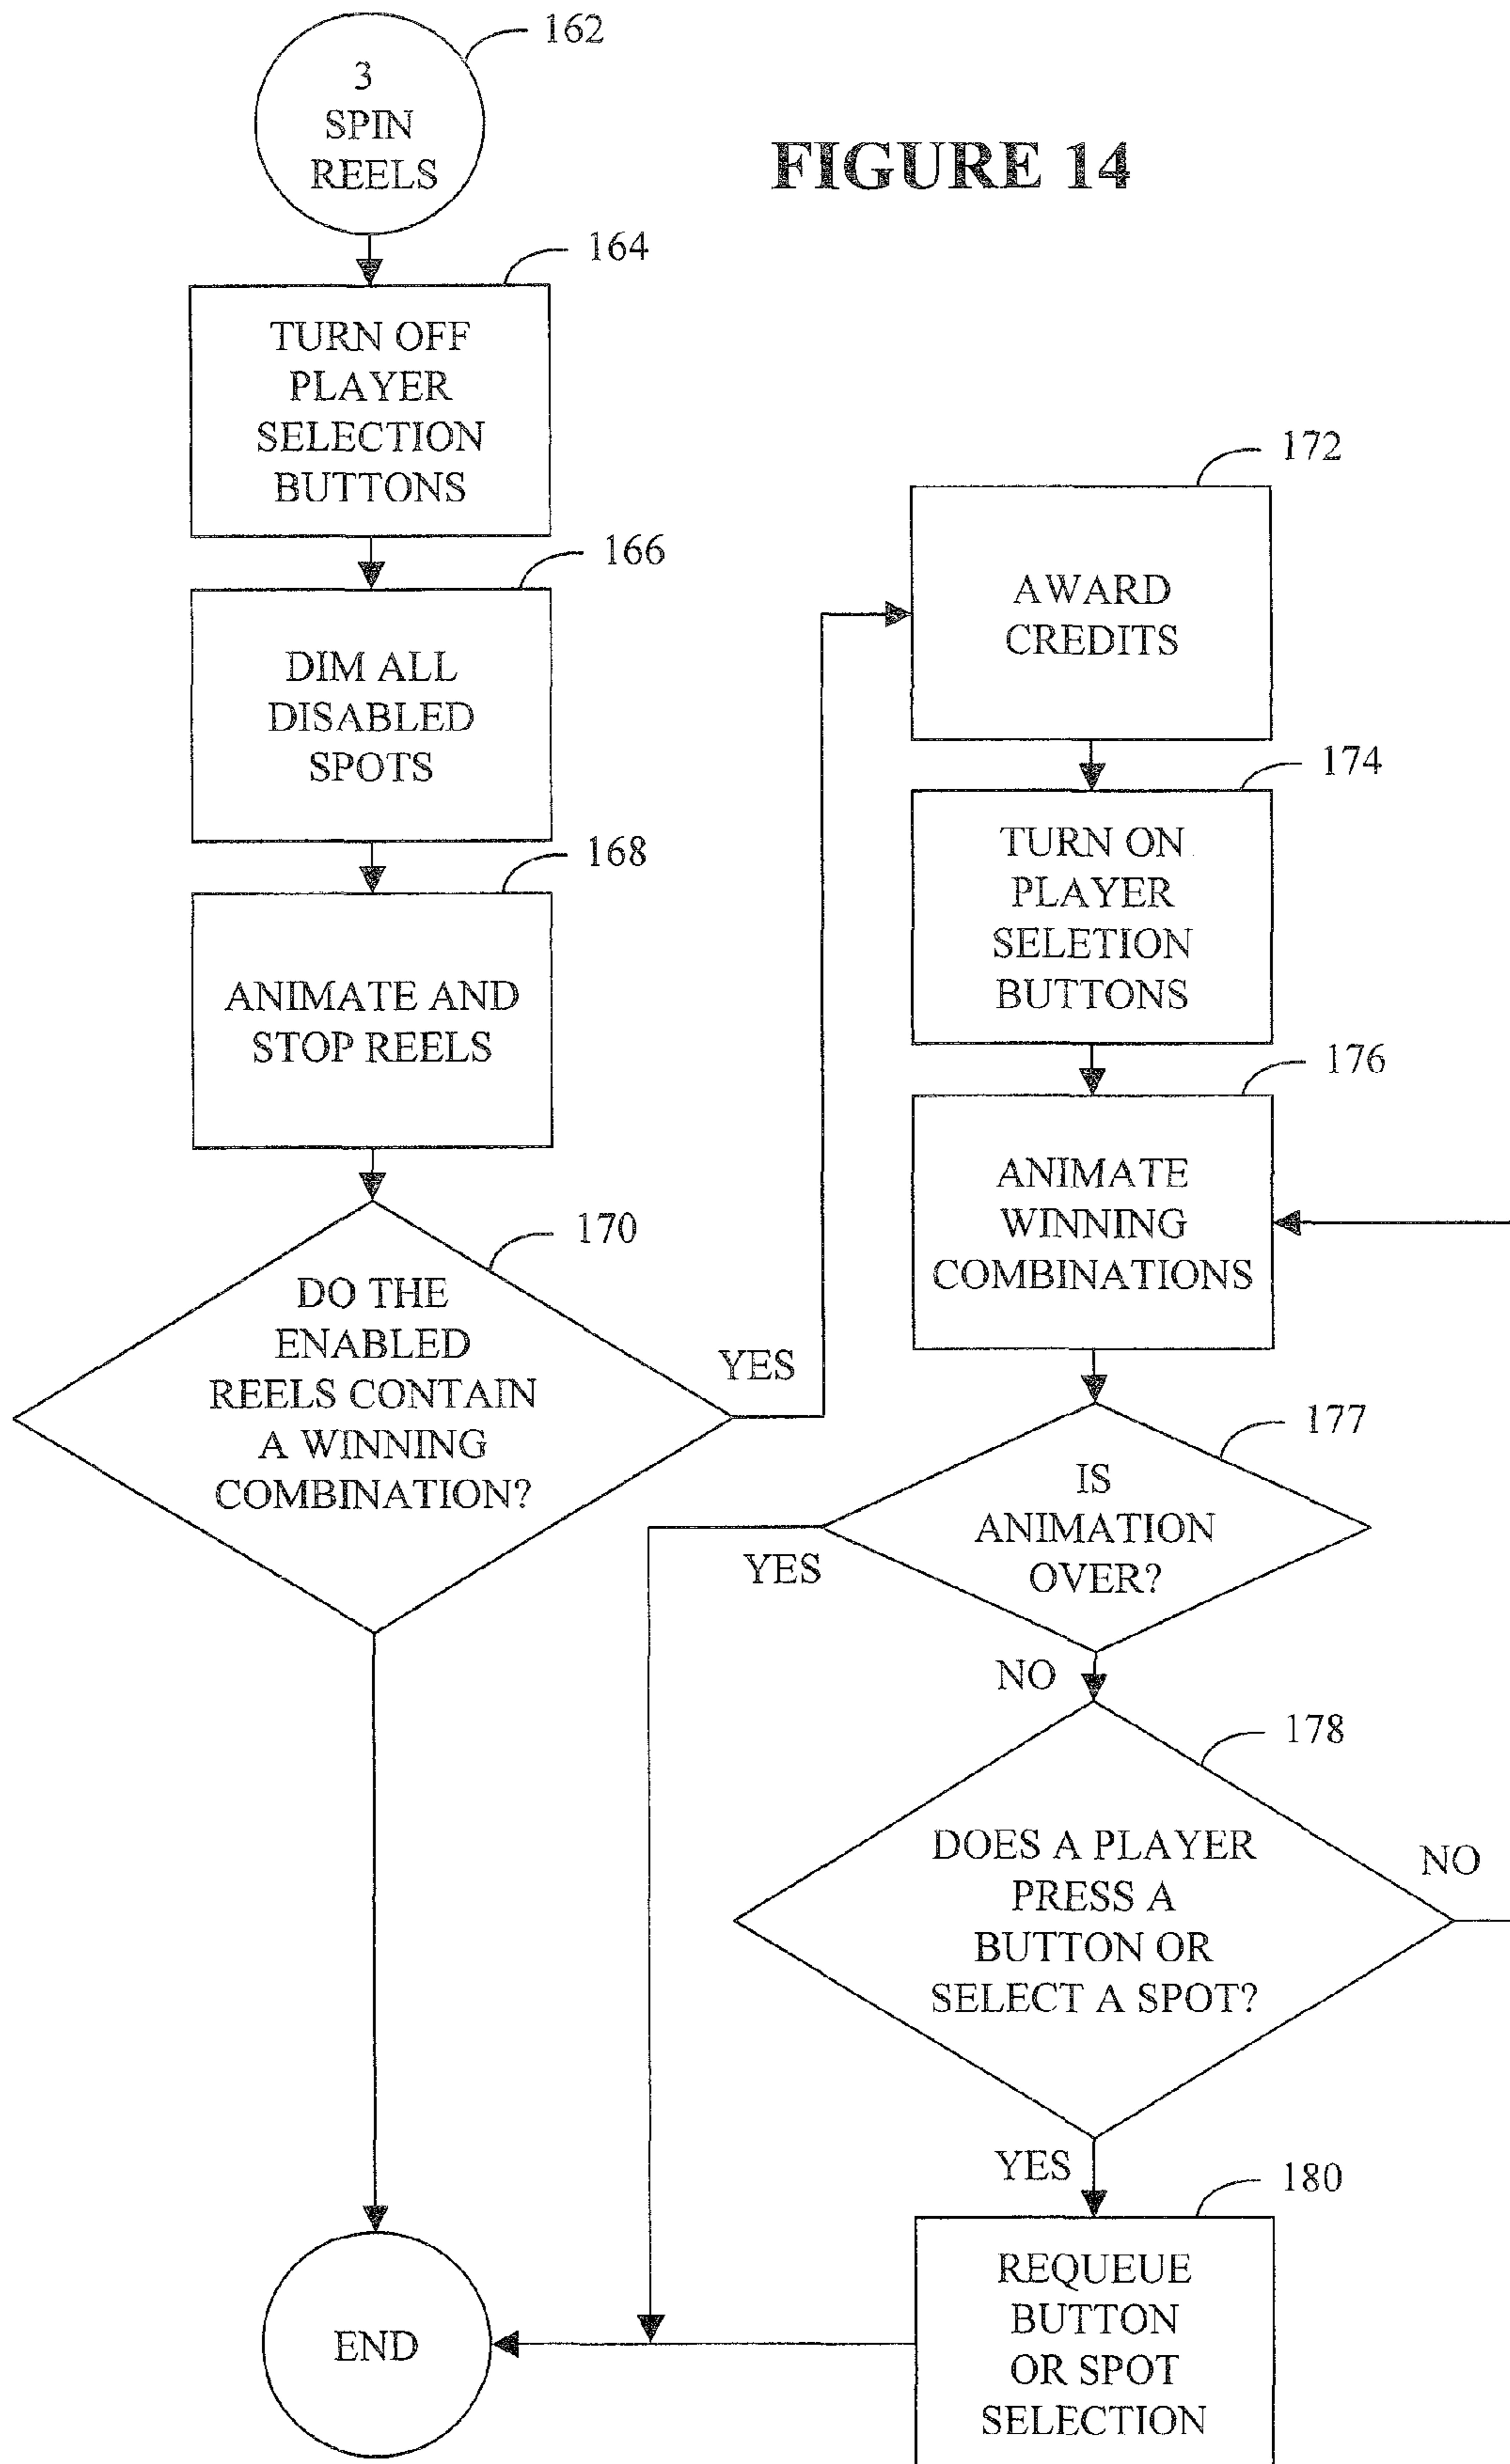 162
3
SPIN
REELS
FIGURE 14
164
TURN OFF
PLAYER
SELECTION
BUTTONS
166
DIM ALL
DISABLED
SPOTS
168
ANIMATE AND
STOP REELS
170
DO THE
ENABLED
REELS CONTAIN
A WINNING
COMBINATION?
YES
172
AWARD
CREDITS
174
TURN ON
PLAYER
SELETION
BUTTONS
176
ANIMATE
WINNING
COMBINATIONS
177
IS
ANIMATION
OVER?
YES
NO
178
DOES A PLAYER
PRESS A
BUTTON OR
SELECT A SPOT?
NO
YES
180
REQUEUE
BUTTON
OR SPOT
SELECTION
END